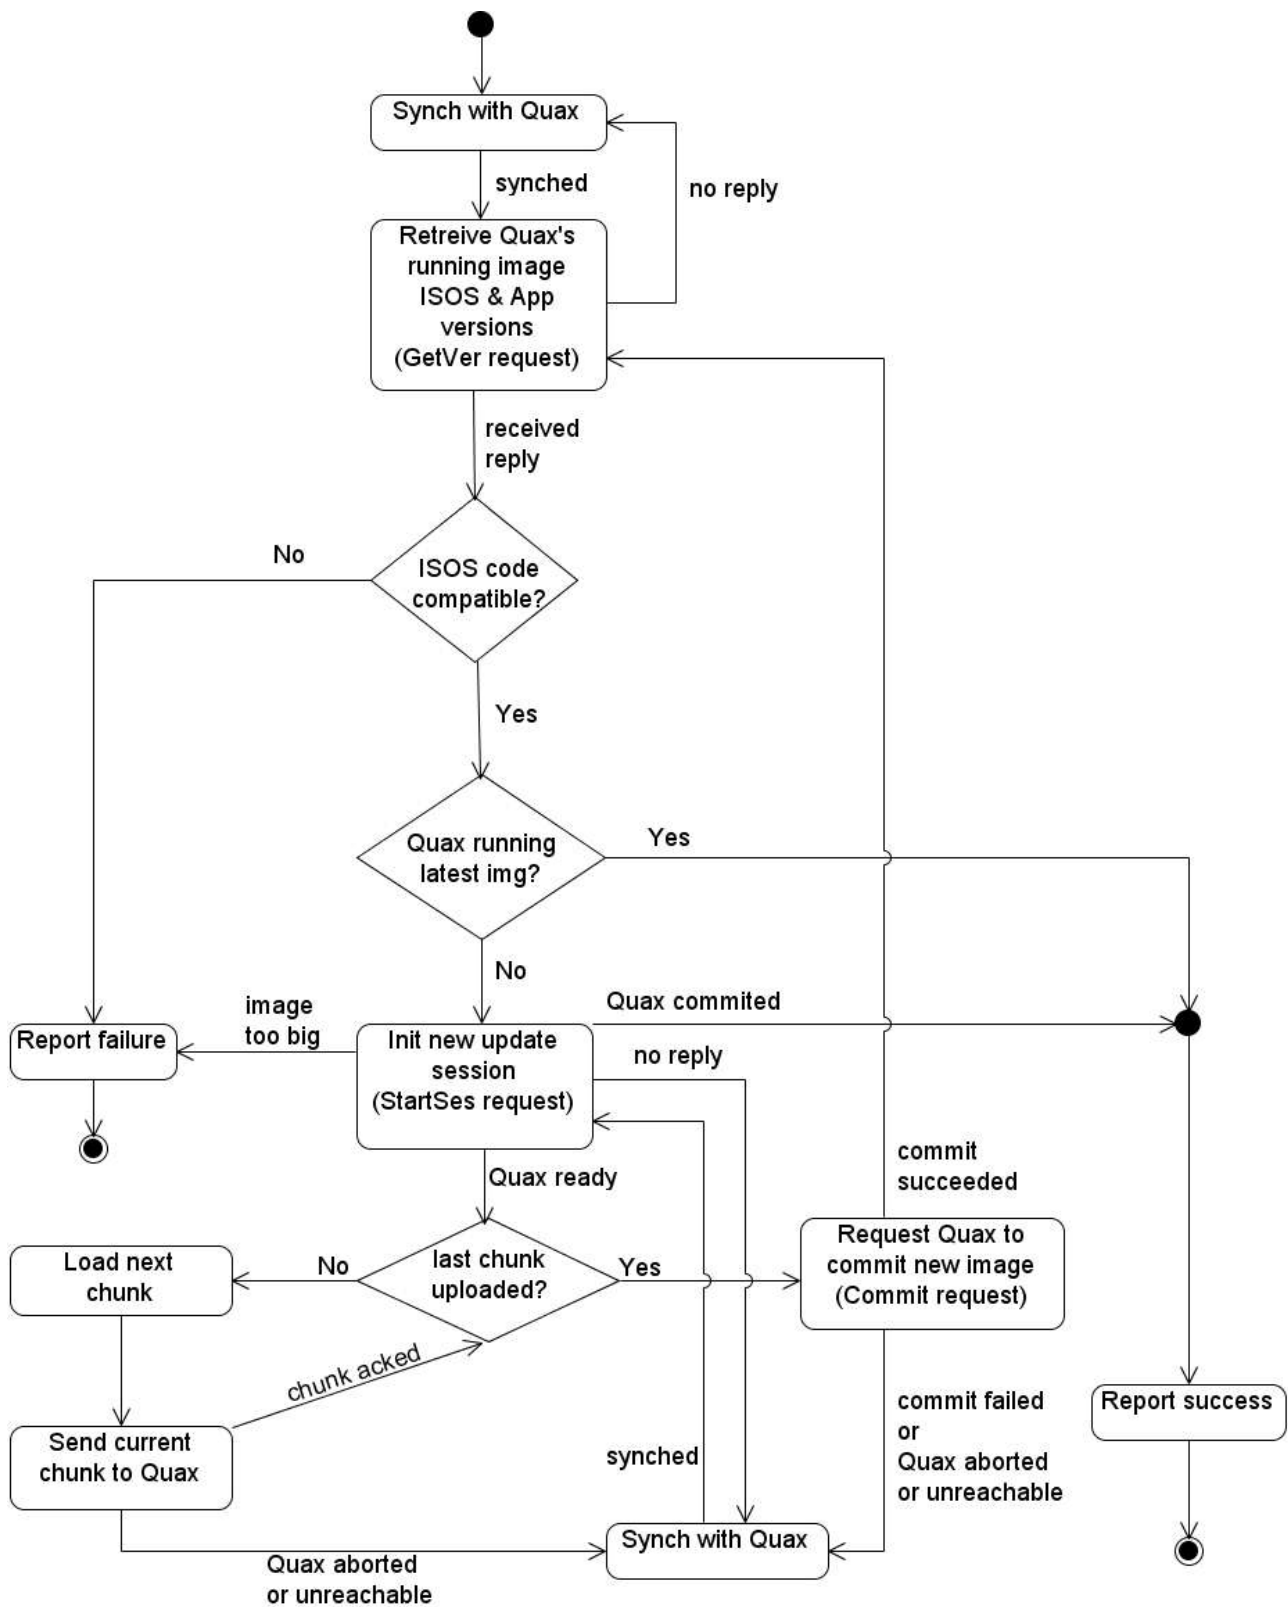 Synch with Quax
synched
no reply
Retreive Quax's
running image
ISOS & App
versions
(GetVer request)
received
reply
No
ISOS code
compatible?
Yes
Quax running
latest img?
Yes
No
Quax commited
image
too big
Report failure
Init new update
session
(StartSes request)
no reply
Quax ready
commit
succeeded
Load next
chunk
No
last chunk
uploaded?
Yes
Request Quax to
commit new image
(Commit request)
chunk acked
Send current
chunk to Quax
synched
commit failed
or
Quax aborted
or unreachable
Report success
Synch with Quax
Quax aborted
or unreachable